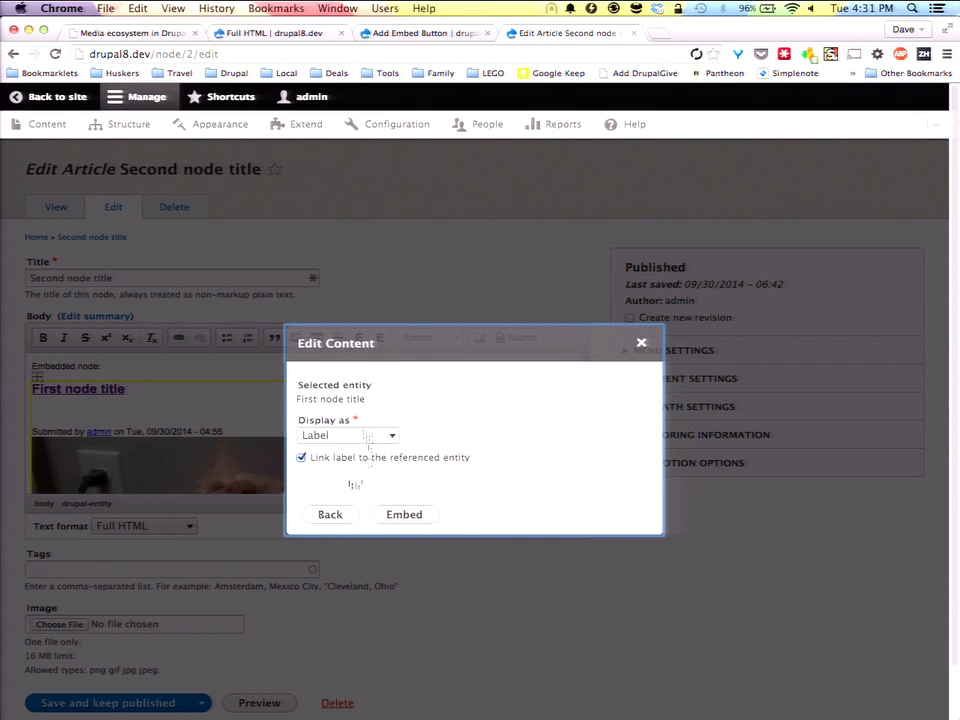 Chrome File Edit View History Bookmarks Window Users Help 96% Tue 4:31 PM
Media ecosystem in Drupa Full HTML | drupal8.dev Add Embed Button | drupal Edit Article Second node Dave
drupal8.dev/node/2/edit
Bookmarklets Huskers Travel Drupal Local Deals Tools Family LEGO Google Keep Add DrupalGive Pantheon Simplenote » Other Bookmarks
Back to site Manage Shortcuts admin
Content Structure Appearance Extend Configuration People Reports Help
Edit Article Second node title
View Edit Delete
Home » Second node title
Title *
Second node title
The title of this node, always treated as non-markup plain text.
Body (Edit summary)
B I S x² x₂ Tx Format Source
Embedded node:
First node title
Submitted by admin on Tue, 09/30/2014 - 04:55
body drupal-entity
Text format Full HTML
Tags
Enter a comma-separated list. For example: Amsterdam, Mexico City, "Cleveland, Ohio"
Image
Choose File No file chosen
One file only.
16 MB limit.
Allowed types: png gif jpg jpeg.
Save and keep published Preview Delete
Published
Last saved: 09/30/2014 - 06:42
Author: admin
Create new revision
MENU SETTINGS
ENT SETTINGS
ATH SETTINGS
ORING INFORMATION
OTION OPTIONS
Edit Content
Selected entity
First node title
Display as *
Label
Link label to the referenced entity
Back Embed